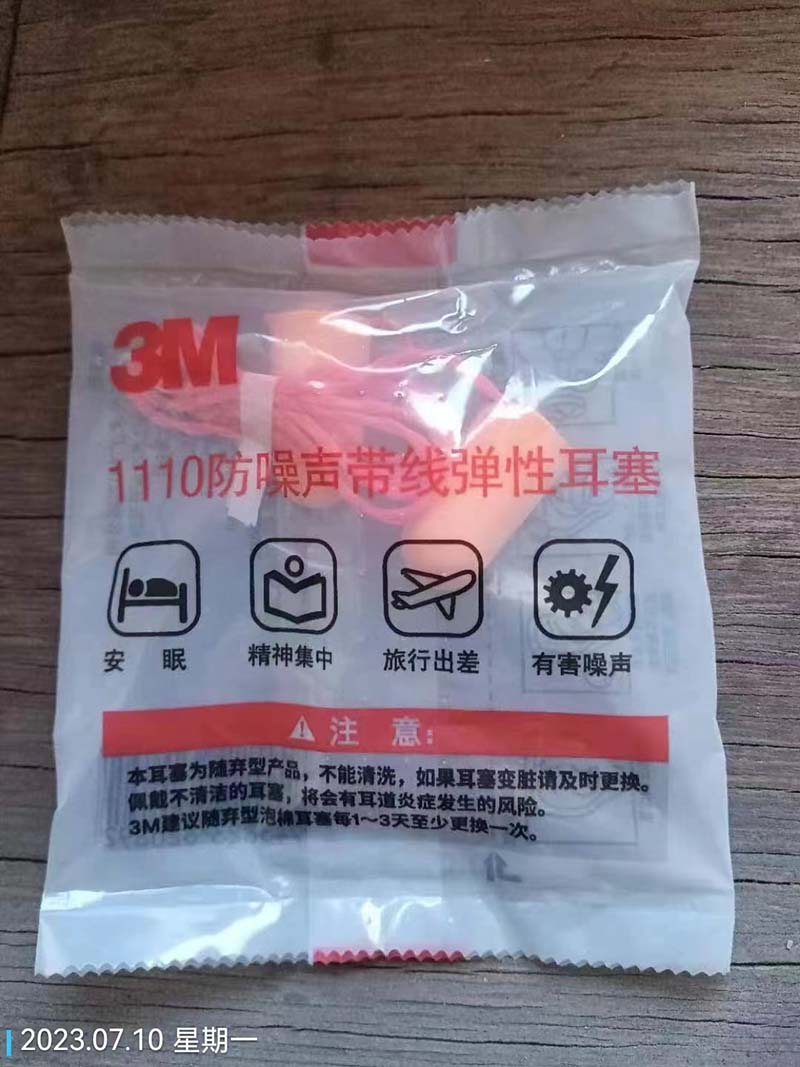 3M
1110防噪声带线弹性耳塞
安 眠
精神集中
旅行出差
有害噪声
注 意:
本耳塞为随弃型产品，不能清洗，如果耳塞变脏请及时更换。
佩戴不清洁的耳塞，将会有耳道炎症发生的风险。
3M建议随弃型泡棉耳塞每1～3天至少更换一次。
2023.07.10 星期一